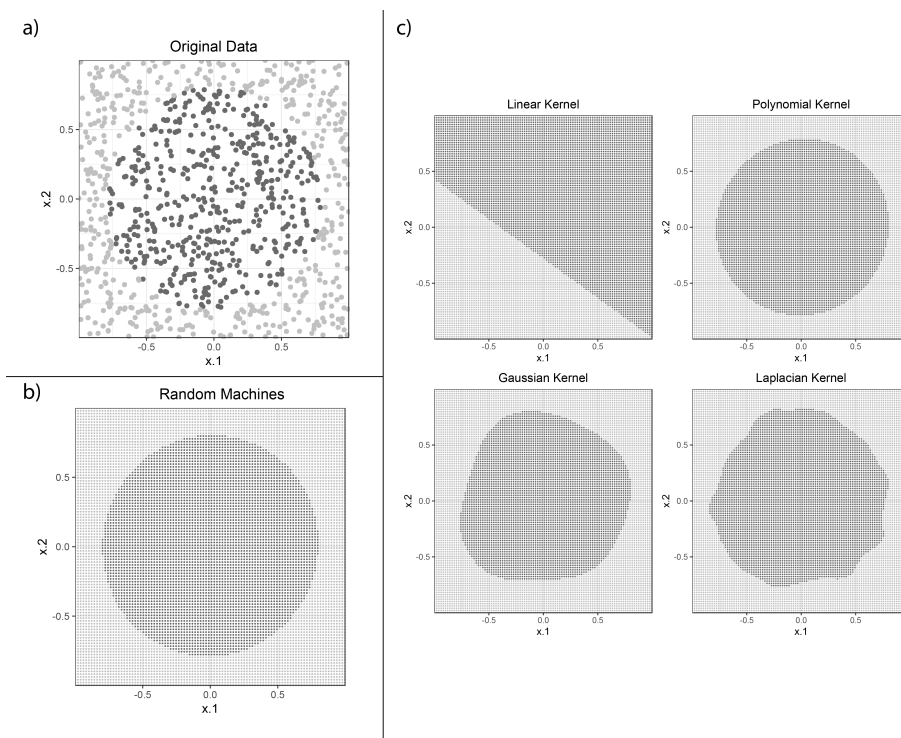 a)
Original Data
0.5
0.0
-0.5
x.2
-0.5 0.0 0.5
x.1
b)
Random Machines
0.5
0.0
-0.5
x.2
-0.5 0.0 0.5
x.1
c)
Linear Kernel
0.5
0.0
-0.5
x.2
-0.5 0.0 0.5
x.1
Polynomial Kernel
0.5
0.0
-0.5
x.2
-0.5 0.0 0.5
x.1
Gaussian Kernel
0.5
0.0
-0.5
x.2
-0.5 0.0 0.5
x.1
Laplacian Kernel
0.5
0.0
-0.5
x.2
-0.5 0.0 0.5
x.1